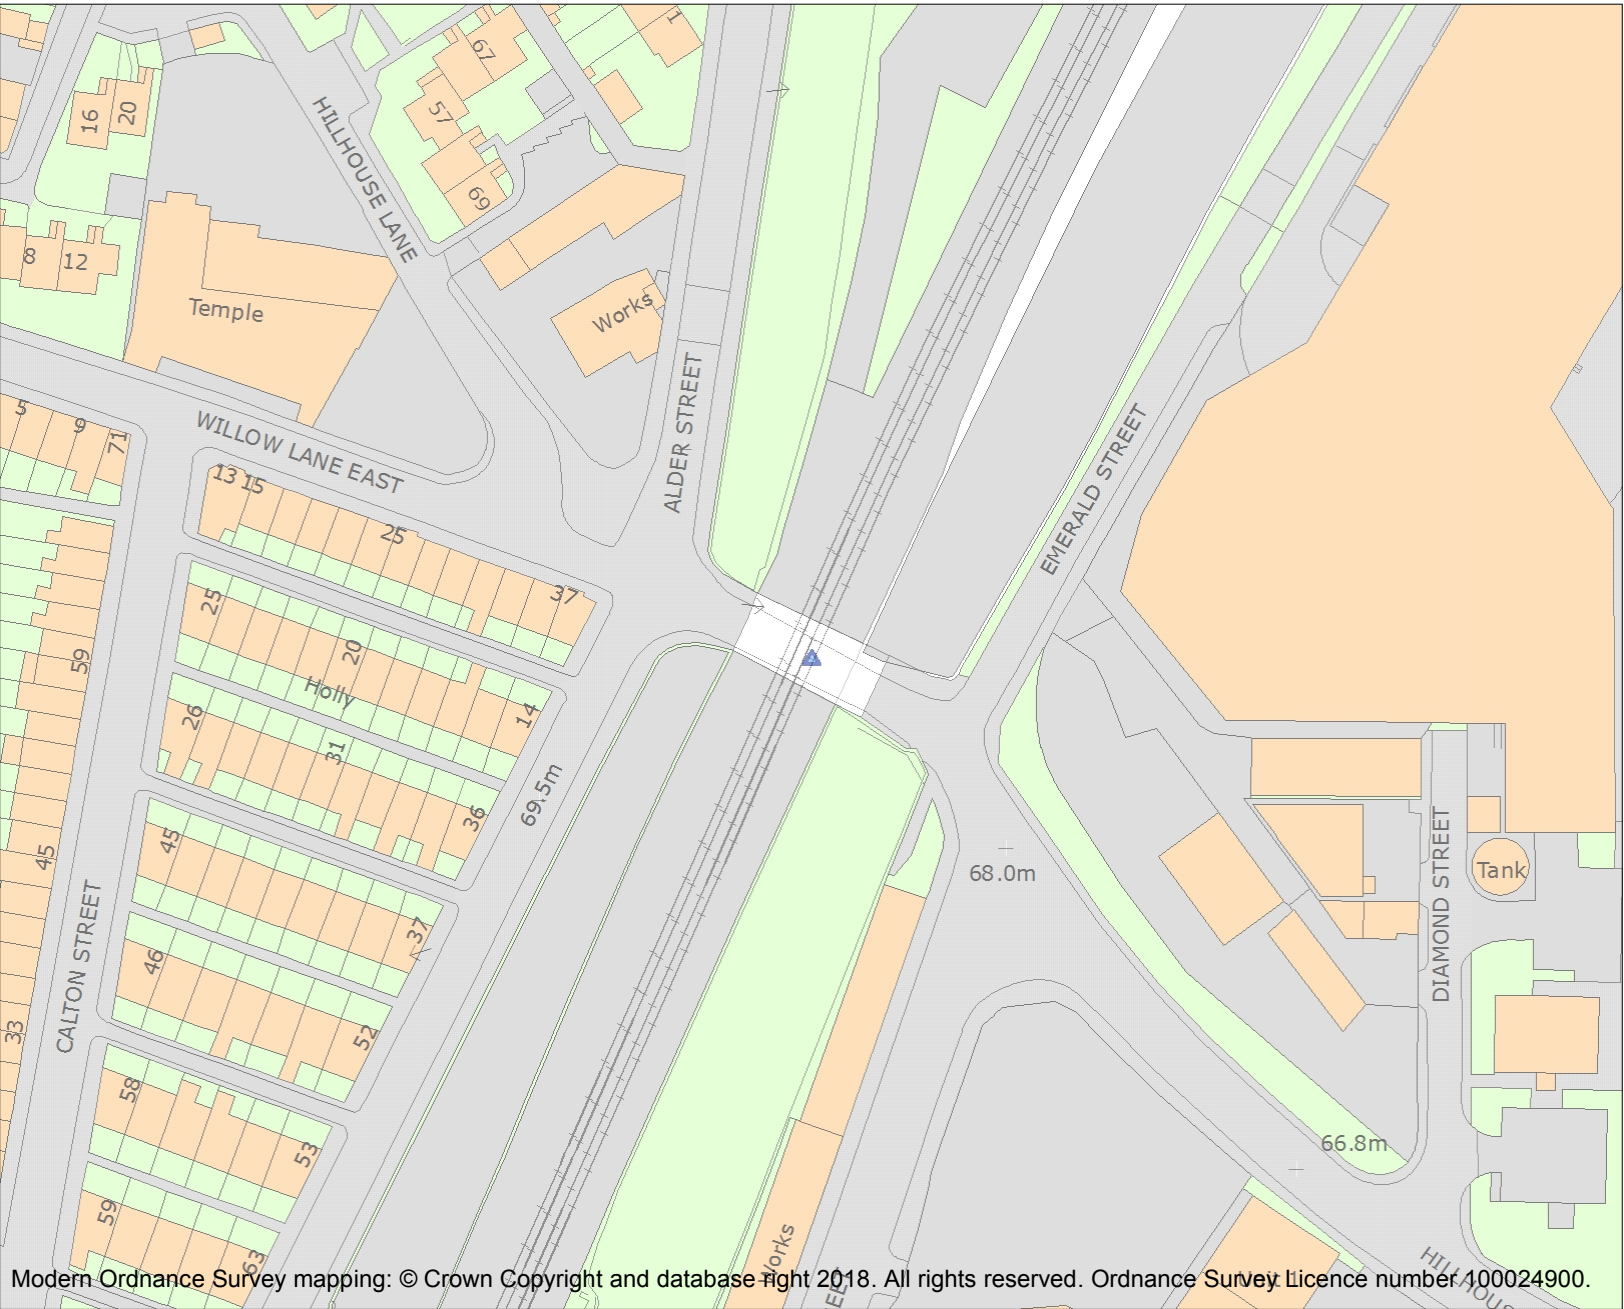 1
67
57
69
16
20
HILLHOUSE LANE
8
12
Temple
Works
ALDER STREET
EMERALD STREET
5
9
71
WILLOW LANE EAST
13
15
25
37
25
20
Holly
14
59
26
31
36
69.5m
45
45
37
46
52
CALTON STREET
33
58
53
59
63
68.0m
Tank
DIAMOND STREET
66.8m
Works
Unit 1
Modern Ordnance Survey mapping: © Crown Copyright and database right 2018. All rights reserved. Ordnance Survey Licence number 100024900.